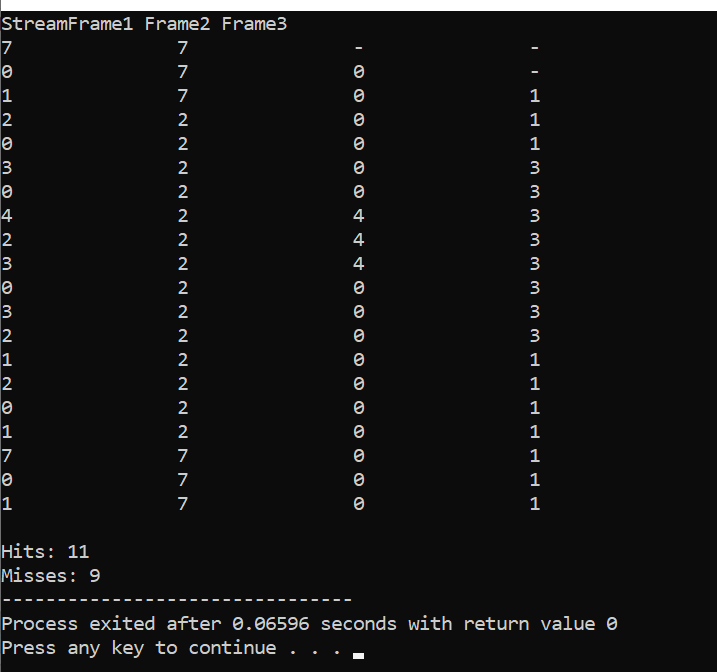 StreamFrame1 Frame2 Frame3
7 7 - -
0 7 0 -
1 7 0 1
2 2 0 1
0 2 0 1
3 2 0 3
0 2 0 3
4 2 4 3
2 2 4 3
3 2 4 3
0 2 0 3
3 2 0 3
2 2 0 3
1 2 0 1
2 2 0 1
0 2 0 1
1 2 0 1
7 7 0 1
0 7 0 1
1 7 0 1
Hits: 11
Misses: 9
--------------------------------
Process exited after 0.06596 seconds with return value 0
Press any key to continue . . .